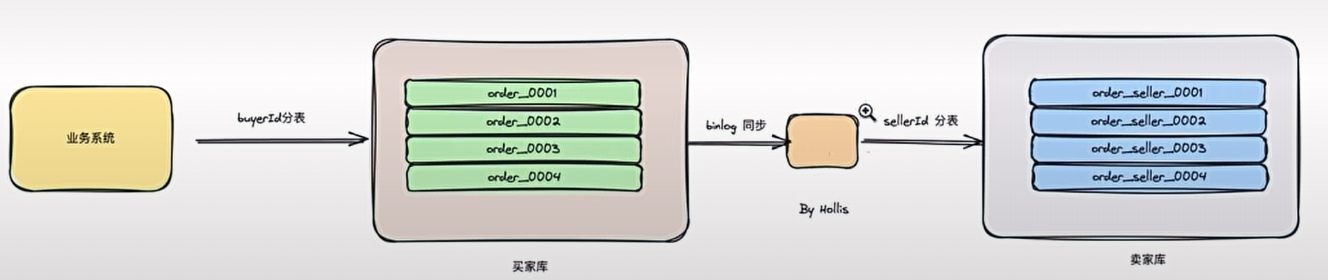 业务系统
buyerId分表
order_0001
order_0002
order_0003
order_0004
买家库
binlog 同步
By Hollis
sellerId 分表
order_seller_0001
order_seller_0002
order_seller_0003
order_seller_0004
卖家库